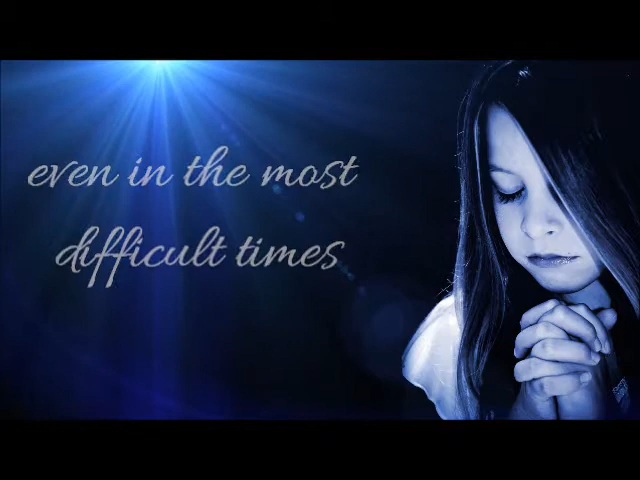 even in the most
difficult times